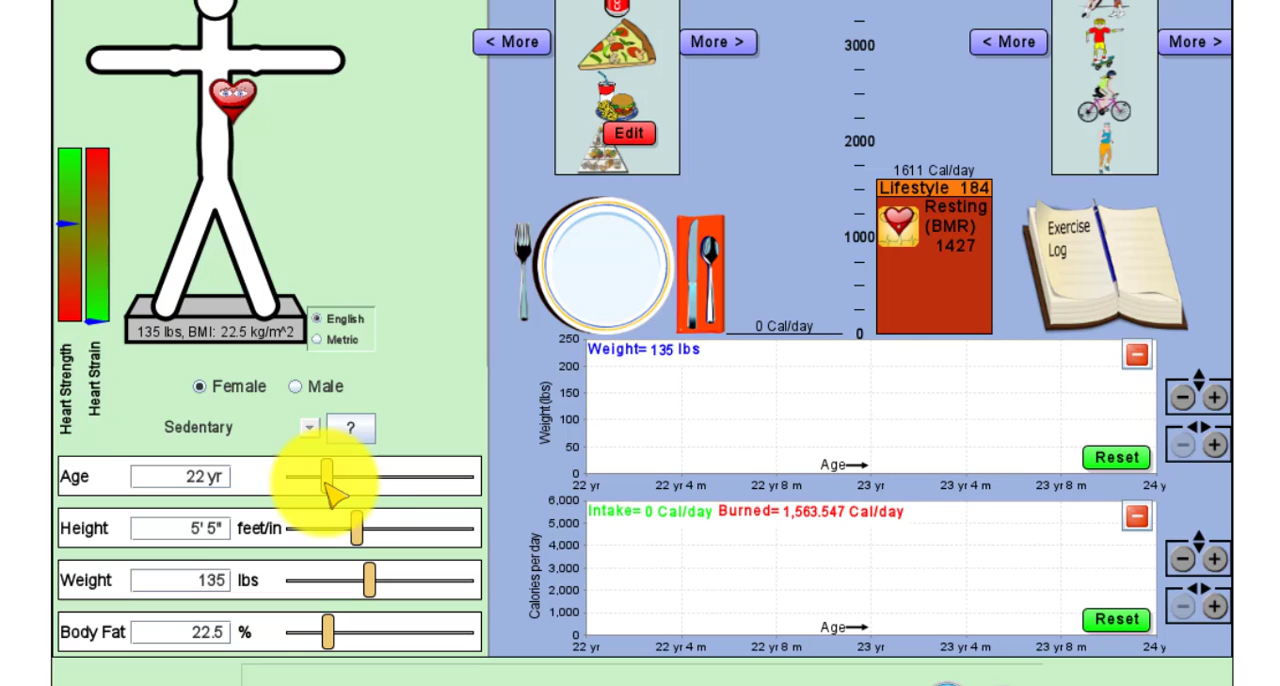 < More
More >
Edit
3000
2000
1000
0
1611 Cal/day
Lifestyle 184
Resting
(BMR)
1427
0 Cal/day
< More
More >
Exercise
Log
135 lbs, BMI: 22.5 kg/m^2
English
Metric
Heart Strength
Heart Strain
Female
Male
Sedentary
?
Age 22 yr
Height 5' 5" feet/in
Weight 135 lbs
Body Fat 22.5 %
Weight= 135 lbs
Weight (lbs)
250
200
150
100
50
0
Age
Reset
22 yr 22 yr 4 m 22 yr 8 m 23 yr 23 yr 4 m 23 yr 8 m 24 y
Intake= 0 Cal/day Burned= 1,563.547 Cal/day
Calories per day
6,000
5,000
4,000
3,000
2,000
1,000
0
Age
Reset
22 yr 22 yr 4 m 22 yr 8 m 23 yr 23 yr 4 m 23 yr 8 m 24 y